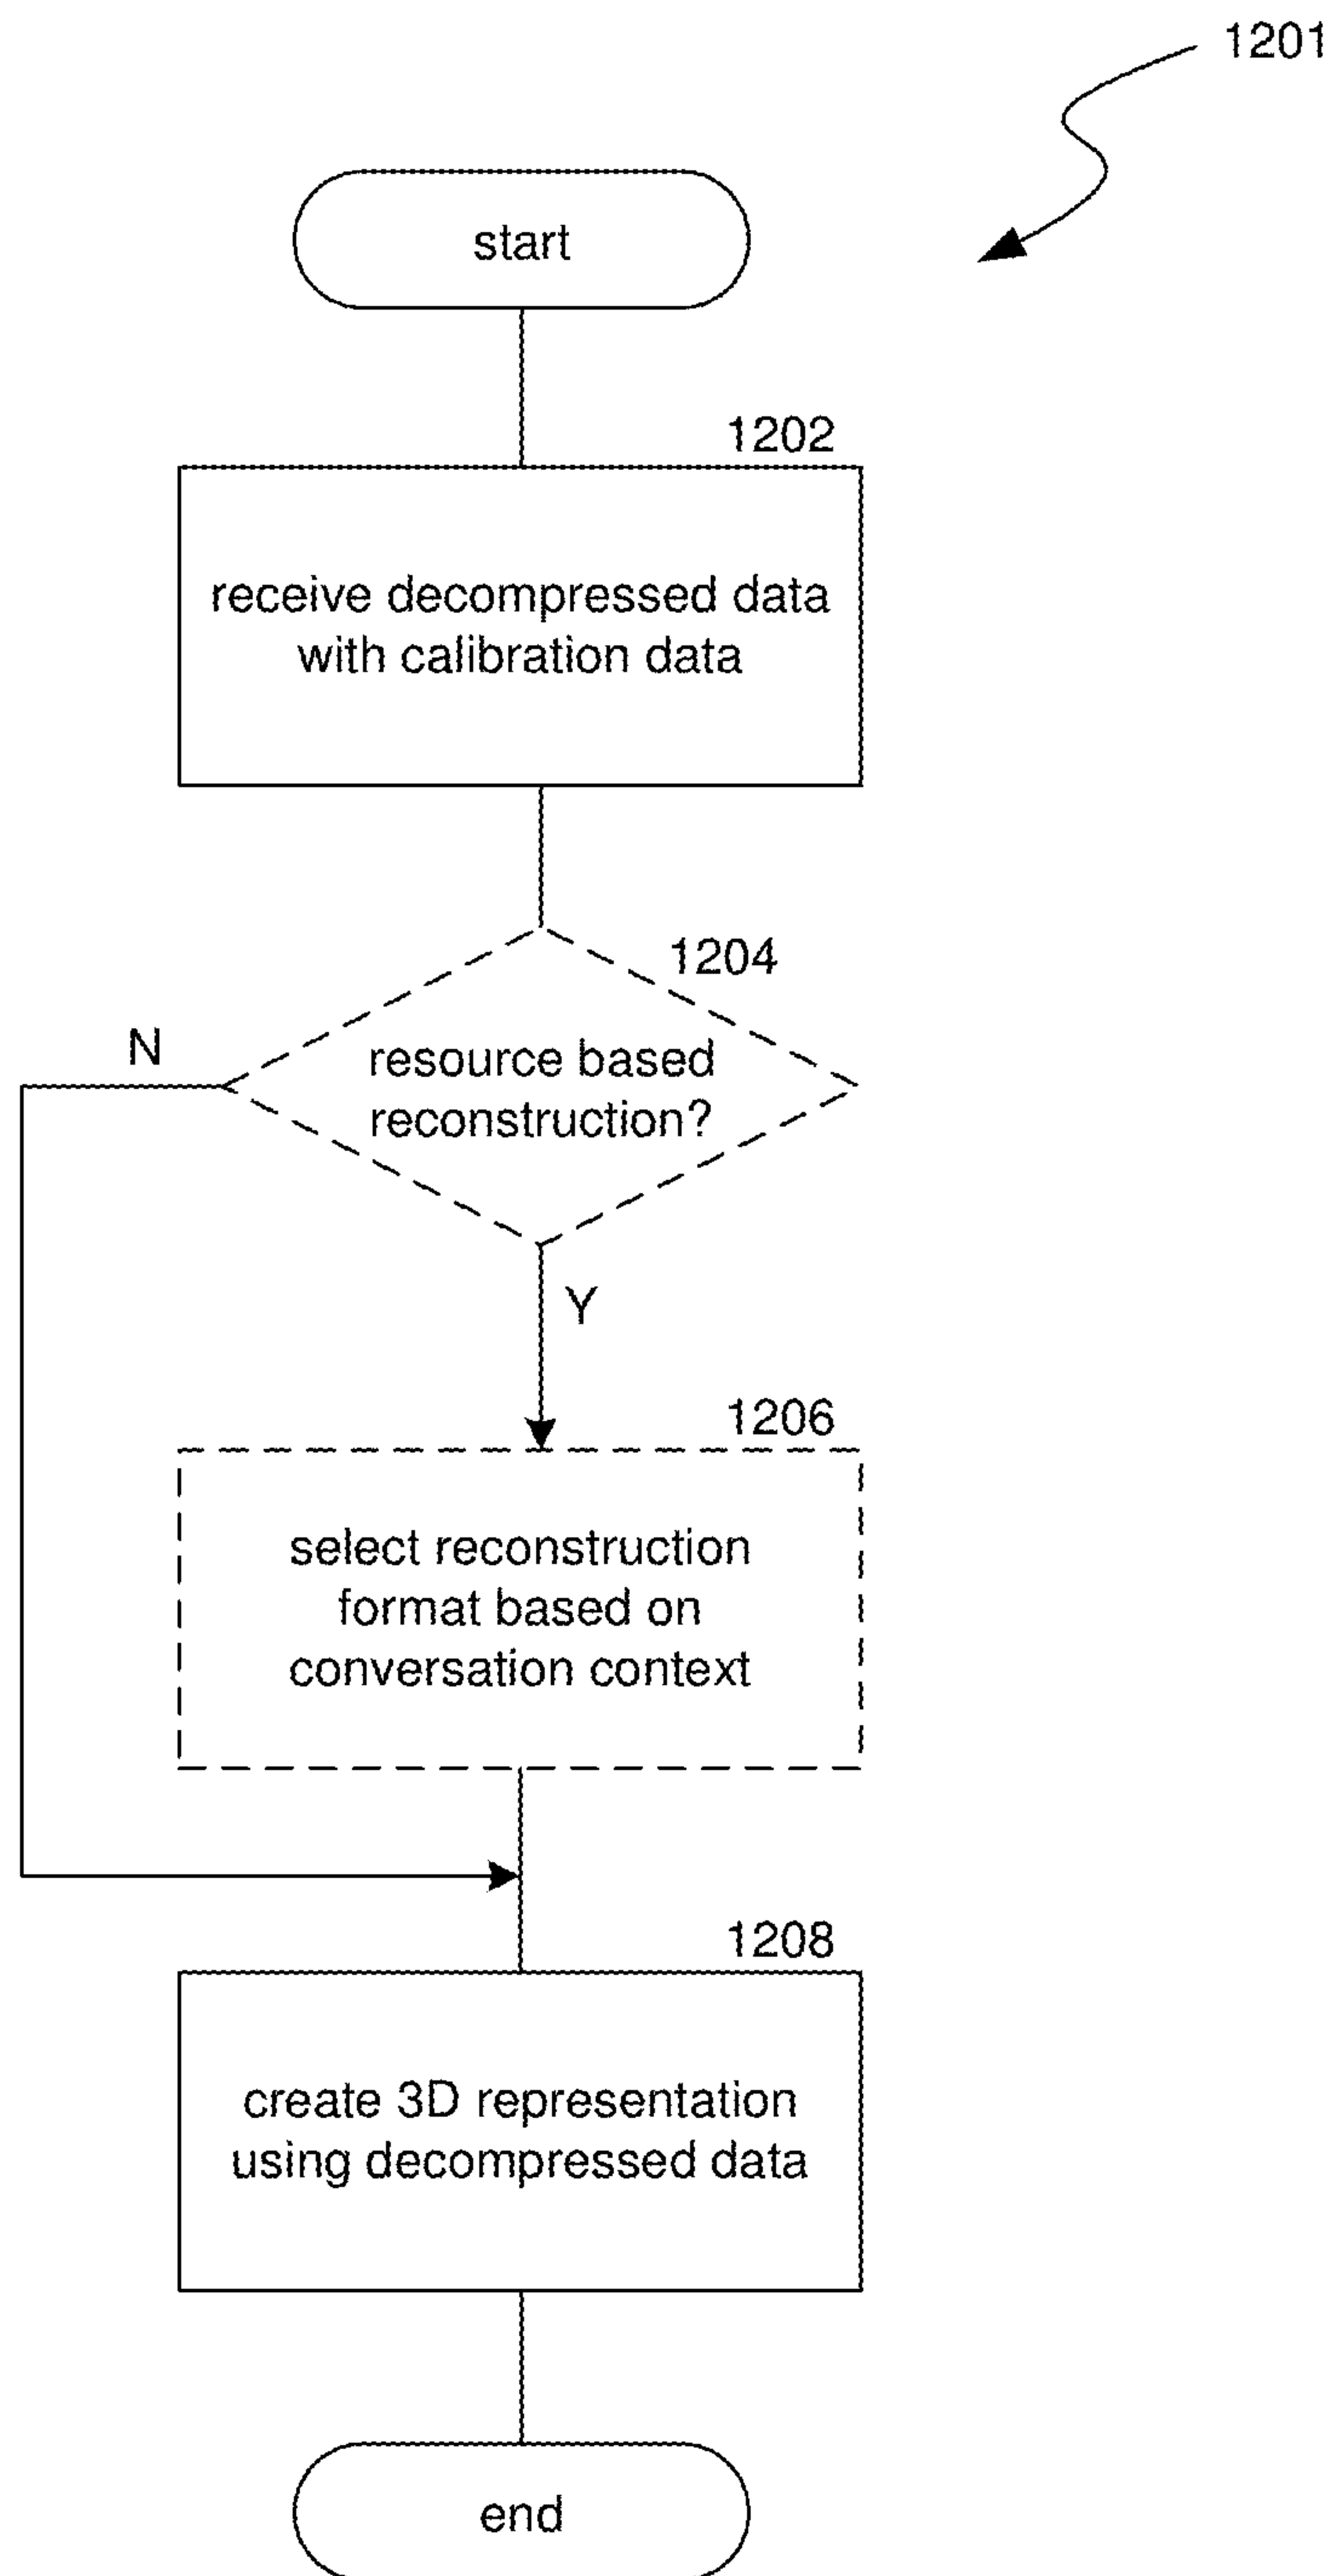 1201
start
1202
receive decompressed data
with calibration data
1204
N
resource based
reconstruction?
Y
1206
select reconstruction
format based on
conversation context
1208
create 3D representation
using decompressed data
end